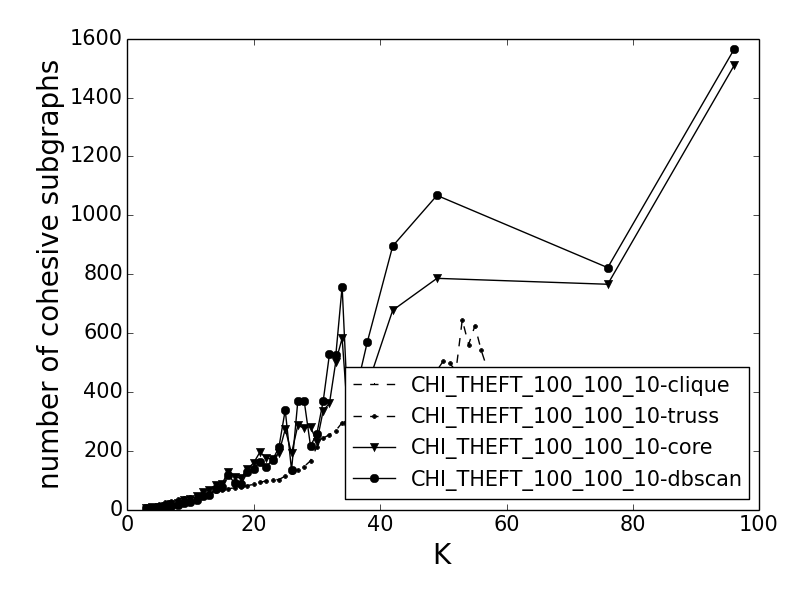 number of cohesive subgraphs
1600
1400
1200
1000
800
600
400
200
0
CHI_THEFT_100_100_10-clique
CHI_THEFT_100_100_10-truss
CHI_THEFT_100_100_10-core
CHI_THEFT_100_100_10-dbscan
0 20 40 60 80 100
K